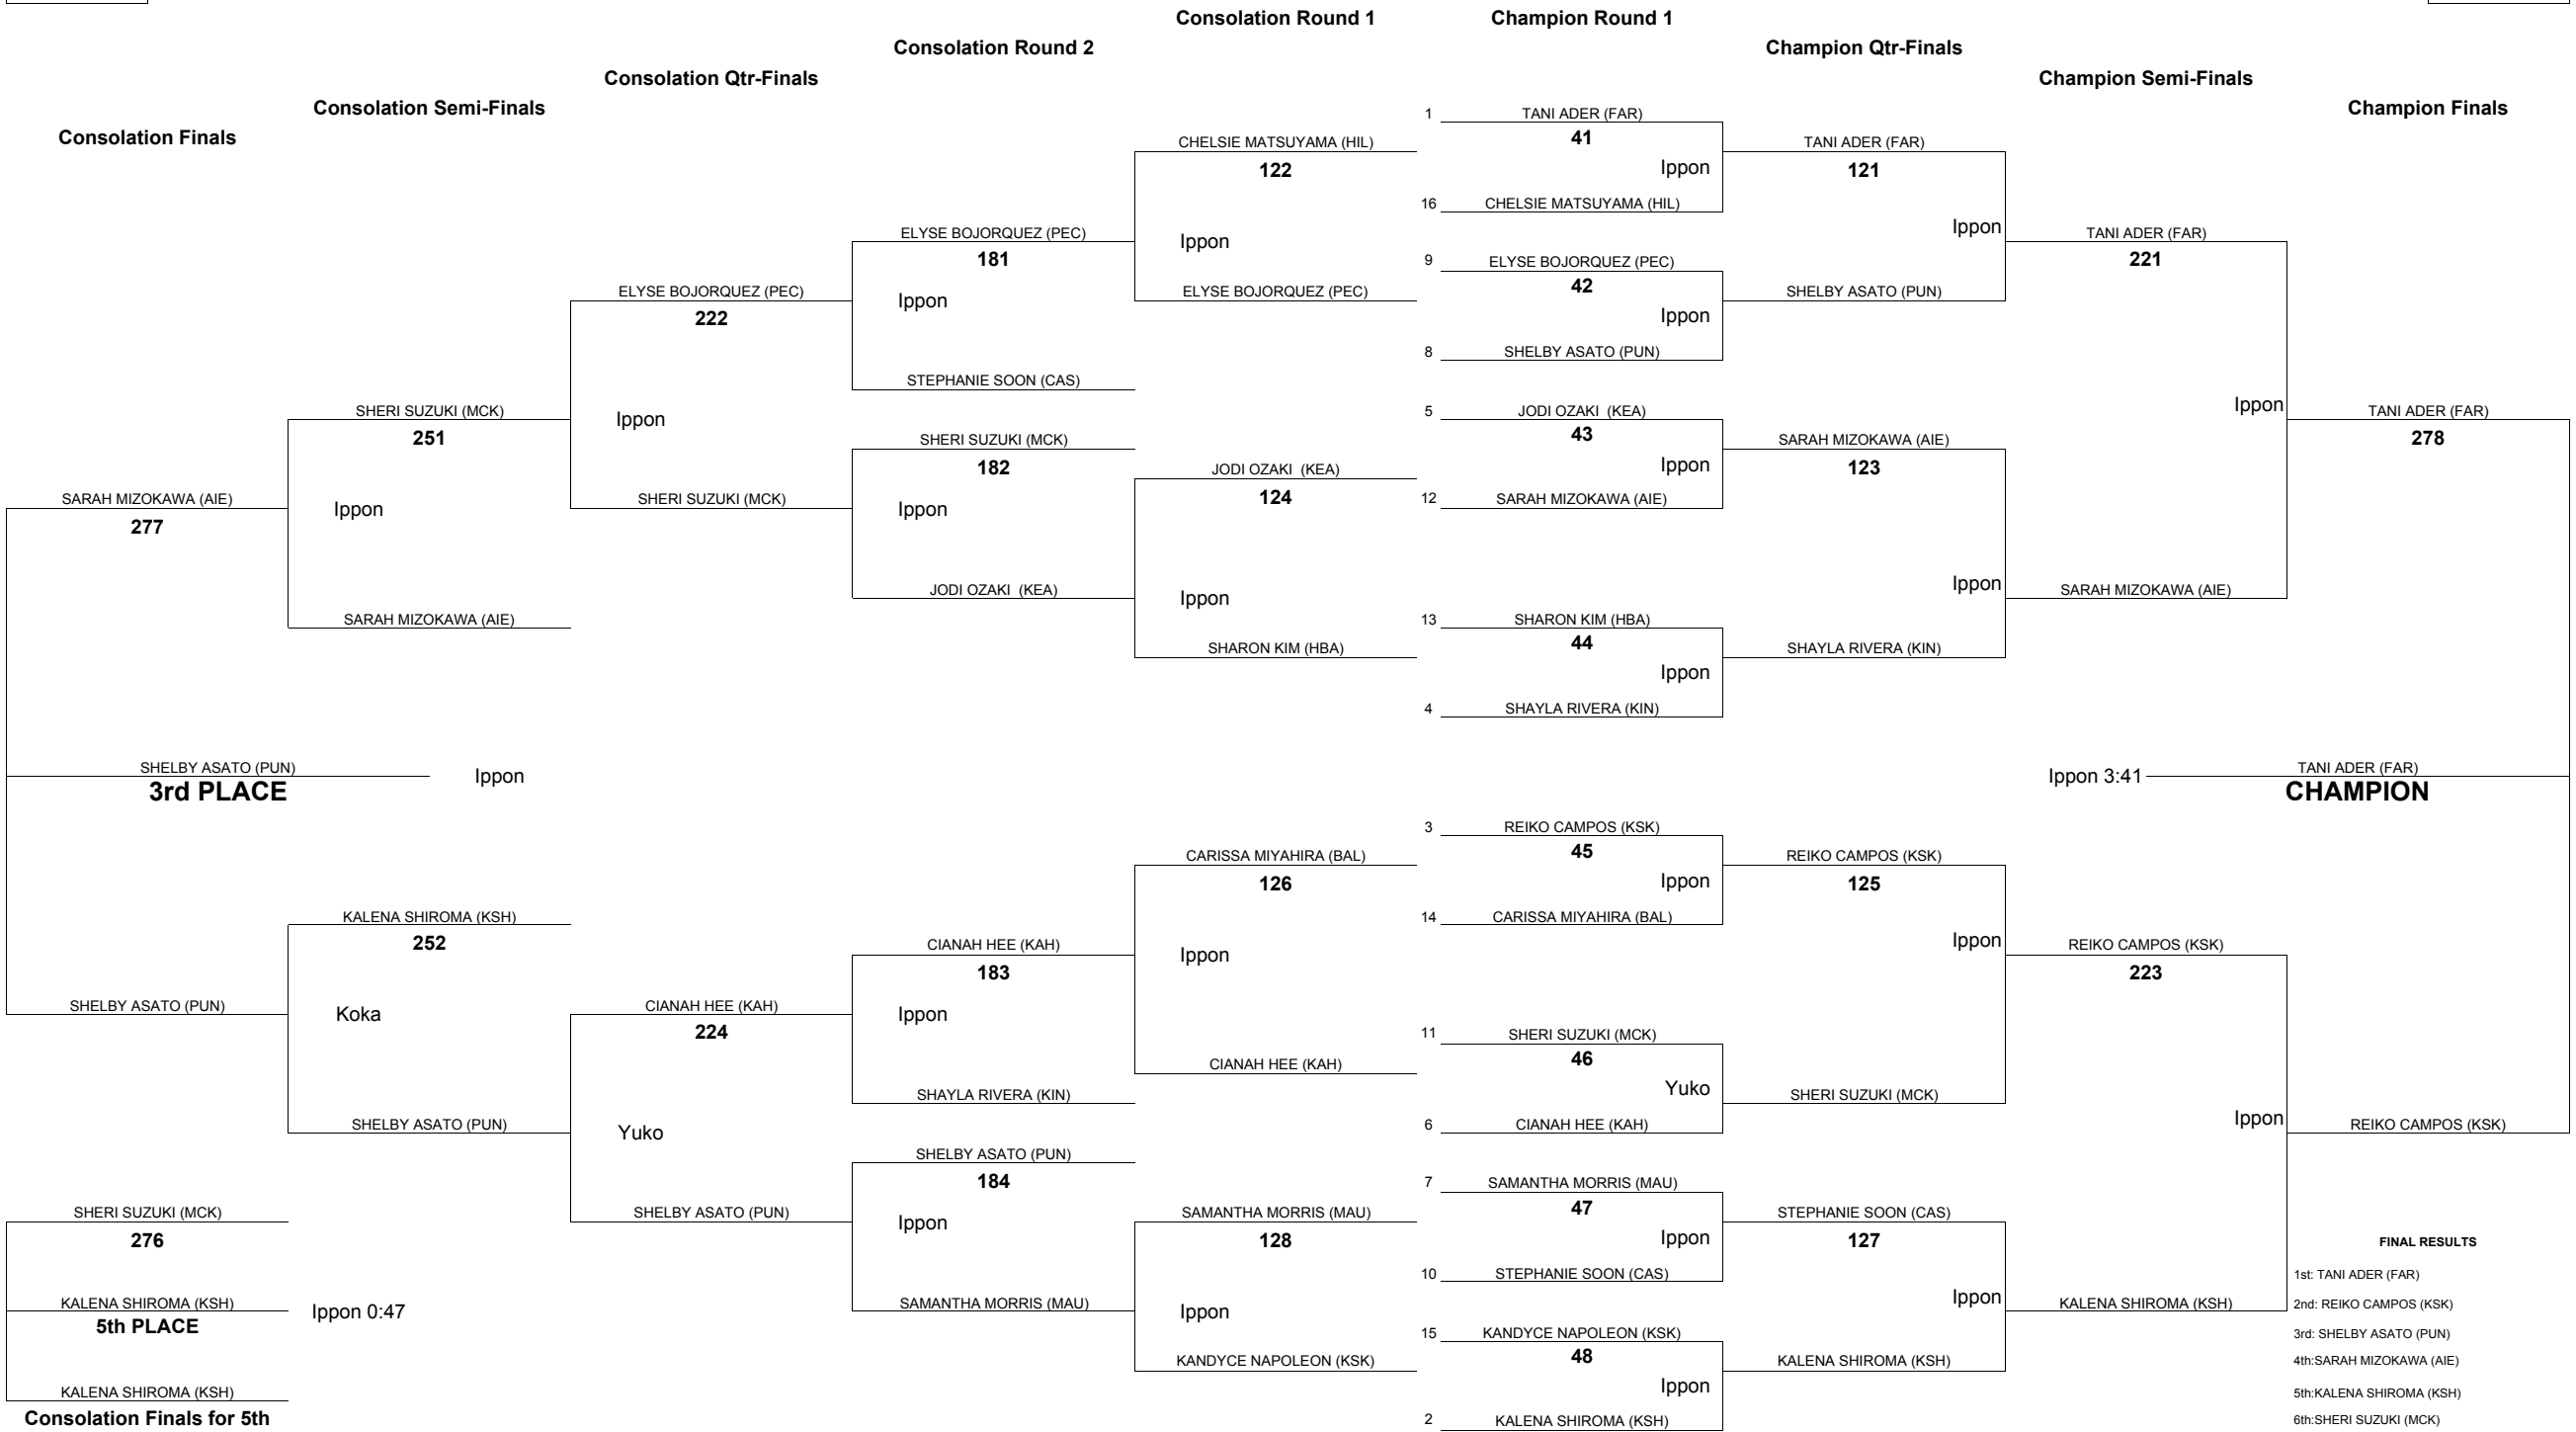 Consolation Round 1
Champion Round 1
Consolation Round 2
Champion Qtr-Finals
Consolation Qtr-Finals
Champion Semi-Finals
Consolation Semi-Finals
Champion Finals
Consolation Finals
SARAH MIZOKAWA (AIE)
277
SHELBY ASATO (PUN)
3rd PLACE
Ippon
SHELBY ASATO (PUN)
SHERI SUZUKI (MCK)
276
KALENA SHIROMA (KSH)
5th PLACE
Ippon 0:47
KALENA SHIROMA (KSH)
Consolation Finals for 5th
SHERI SUZUKI (MCK)
251
Ippon
SARAH MIZOKAWA (AIE)
KALENA SHIROMA (KSH)
252
Koka
SHELBY ASATO (PUN)
ELYSE BOJORQUEZ (PEC)
222
Ippon
SHERI SUZUKI (MCK)
CIANAH HEE (KAH)
224
Yuko
SHELBY ASATO (PUN)
ELYSE BOJORQUEZ (PEC)
181
Ippon
STEPHANIE SOON (CAS)
SHERI SUZUKI (MCK)
182
Ippon
JODI OZAKI (KEA)
CIANAH HEE (KAH)
183
Ippon
SHAYLA RIVERA (KIN)
SHELBY ASATO (PUN)
184
Ippon
SAMANTHA MORRIS (MAU)
CHELSIE MATSUYAMA (HIL)
122
Ippon
ELYSE BOJORQUEZ (PEC)
JODI OZAKI (KEA)
124
Ippon
SHARON KIM (HBA)
CARISSA MIYAHIRA (BAL)
126
Ippon
CIANAH HEE (KAH)
SAMANTHA MORRIS (MAU)
128
Ippon
KANDYCE NAPOLEON (KSK)
1 TANI ADER (FAR)
41
Ippon
16 CHELSIE MATSUYAMA (HIL)
9 ELYSE BOJORQUEZ (PEC)
42
Ippon
8 SHELBY ASATO (PUN)
5 JODI OZAKI (KEA)
43
Ippon
12 SARAH MIZOKAWA (AIE)
13 SHARON KIM (HBA)
44
Ippon
4 SHAYLA RIVERA (KIN)
3 REIKO CAMPOS (KSK)
45
Ippon
14 CARISSA MIYAHIRA (BAL)
11 SHERI SUZUKI (MCK)
46
Yuko
6 CIANAH HEE (KAH)
7 SAMANTHA MORRIS (MAU)
47
Ippon
10 STEPHANIE SOON (CAS)
15 KANDYCE NAPOLEON (KSK)
48
Ippon
2 KALENA SHIROMA (KSH)
TANI ADER (FAR)
121
Ippon
SHELBY ASATO (PUN)
SARAH MIZOKAWA (AIE)
123
Ippon
SHAYLA RIVERA (KIN)
REIKO CAMPOS (KSK)
125
Ippon
SHERI SUZUKI (MCK)
STEPHANIE SOON (CAS)
127
Ippon
KALENA SHIROMA (KSH)
TANI ADER (FAR)
221
Ippon
SARAH MIZOKAWA (AIE)
REIKO CAMPOS (KSK)
223
Ippon
KALENA SHIROMA (KSH)
TANI ADER (FAR)
278
Ippon 3:41
TANI ADER (FAR)
CHAMPION
REIKO CAMPOS (KSK)
FINAL RESULTS
1st: TANI ADER (FAR)
2nd: REIKO CAMPOS (KSK)
3rd: SHELBY ASATO (PUN)
4th:SARAH MIZOKAWA (AIE)
5th:KALENA SHIROMA (KSH)
6th:SHERI SUZUKI (MCK)